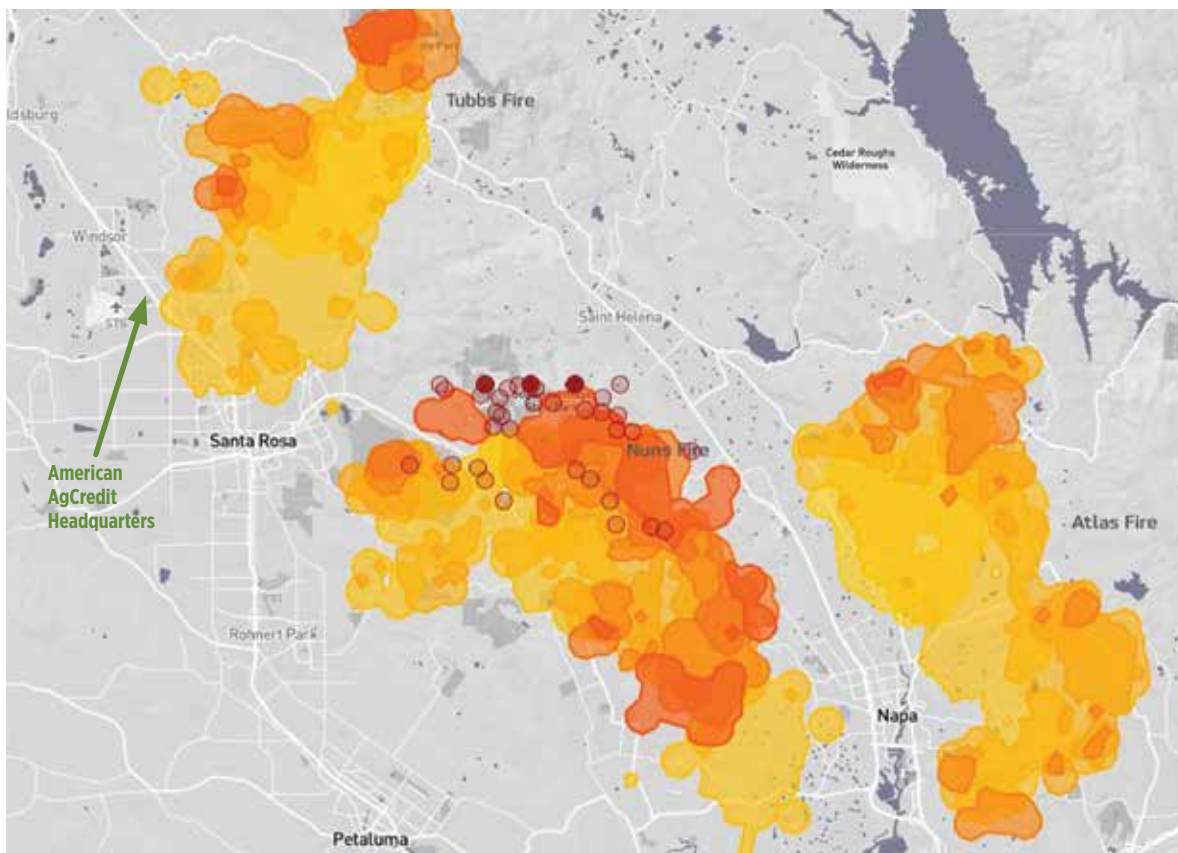 Tubbs Fire
ldsburg
Cedar Roughs
Wilderness
Windsor
STS
Saint Helena
Santa Rosa
Nuns Fire
American
AgCredit
Headquarters
Atlas Fire
Rohnert Park
Napa
Petaluma